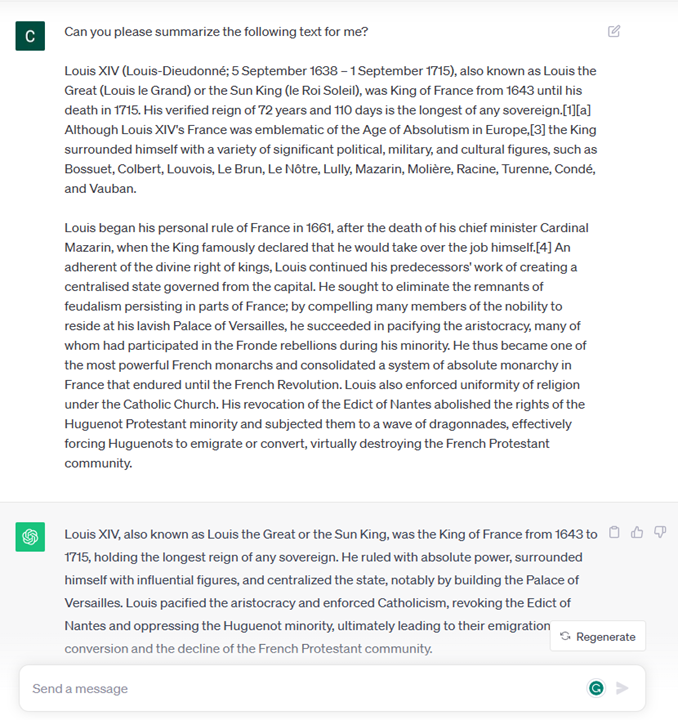 C
Can you please summarize the following text for me?
Louis XIV (Louis-Dieudonné; 5 September 1638 – 1 September 1715), also known as Louis the
Great (Louis le Grand) or the Sun King (le Roi Soleil), was King of France from 1643 until his
death in 1715. His verified reign of 72 years and 110 days is the longest of any sovereign.[1][a]
Although Louis XIV's France was emblematic of the Age of Absolutism in Europe,[3] the King
surrounded himself with a variety of significant political, military, and cultural figures, such as
Bossuet, Colbert, Louvois, Le Brun, Le Nôtre, Lully, Mazarin, Molière, Racine, Turenne, Condé,
and Vauban.
Louis began his personal rule of France in 1661, after the death of his chief minister Cardinal
Mazarin, when the King famously declared that he would take over the job himself.[4] An
adherent of the divine right of kings, Louis continued his predecessors' work of creating a
centralised state governed from the capital. He sought to eliminate the remnants of
feudalism persisting in parts of France; by compelling many members of the nobility to
reside at his lavish Palace of Versailles, he succeeded in pacifying the aristocracy, many of
whom had participated in the Fronde rebellions during his minority. He thus became one of
the most powerful French monarchs and consolidated a system of absolute monarchy in
France that endured until the French Revolution. Louis also enforced uniformity of religion
under the Catholic Church. His revocation of the Edict of Nantes abolished the rights of the
Huguenot Protestant minority and subjected them to a wave of dragonnades, effectively
forcing Huguenots to emigrate or convert, virtually destroying the French Protestant
community.
Louis XIV, also known as Louis the Great or the Sun King, was the King of France from 1643 to
1715, holding the longest reign of any sovereign. He ruled with absolute power, surrounded
himself with influential figures, and centralized the state, notably by building the Palace of
Versailles. Louis pacified the aristocracy and enforced Catholicism, revoking the Edict of
Nantes and oppressing the Huguenot minority, ultimately leading to their emigration
conversion and the decline of the French Protestant community.
Regenerate
Send a message